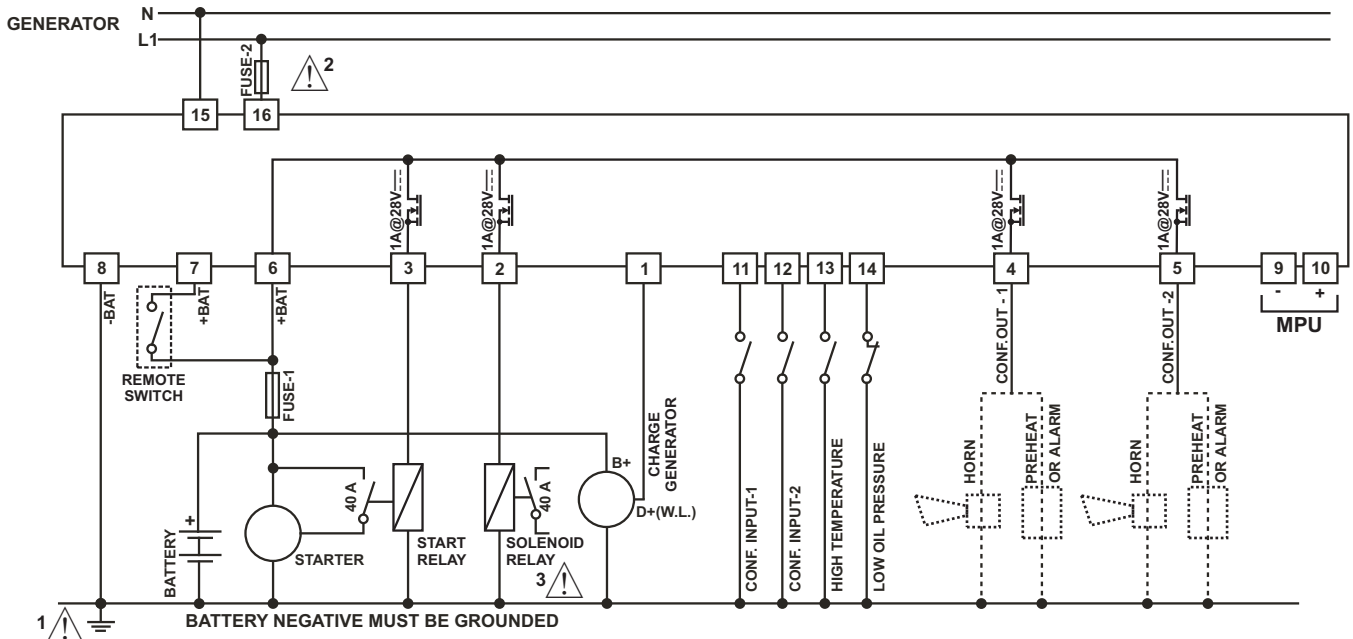 GENERATOR
N
L1
FUSE-2
2
15
16
1A@28V
1A@28V
1A@28V
1A@28V
8
7
6
3
2
1
11
12
13
14
4
5
9
10
-BAT
+BAT
+BAT
-
+
MPU
REMOTE
SWITCH
FUSE-1
CHARGE
GENERATOR
CONF. INPUT-1
CONF. INPUT-2
HIGH TEMPERATURE
LOW OIL PRESSURE
CONF.OUT - 1
CONF.OUT -2
HORN
PREHEAT
OR ALARM
HORN
PREHEAT
OR ALARM
B+
D+(W.L.)
40 A
40 A
+
BATTERY
STARTER
START
RELAY
SOLENOID
RELAY
3
1
BATTERY NEGATIVE MUST BE GROUNDED